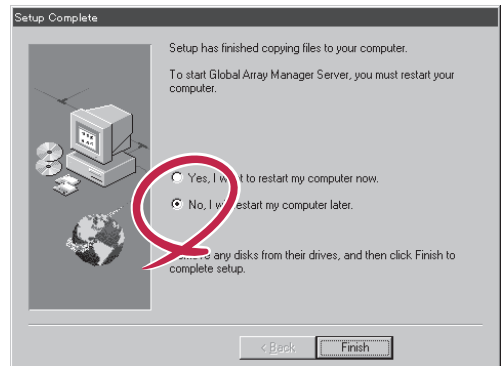 Setup Complete
Setup has finished copying files to your computer.
To start Global Array Manager Server, you must restart your
computer.
Yes, I to restart my computer now.
No, I restart my computer later.
any disks from their drives, and then click Finish to
complete setup.
< Back
Finish